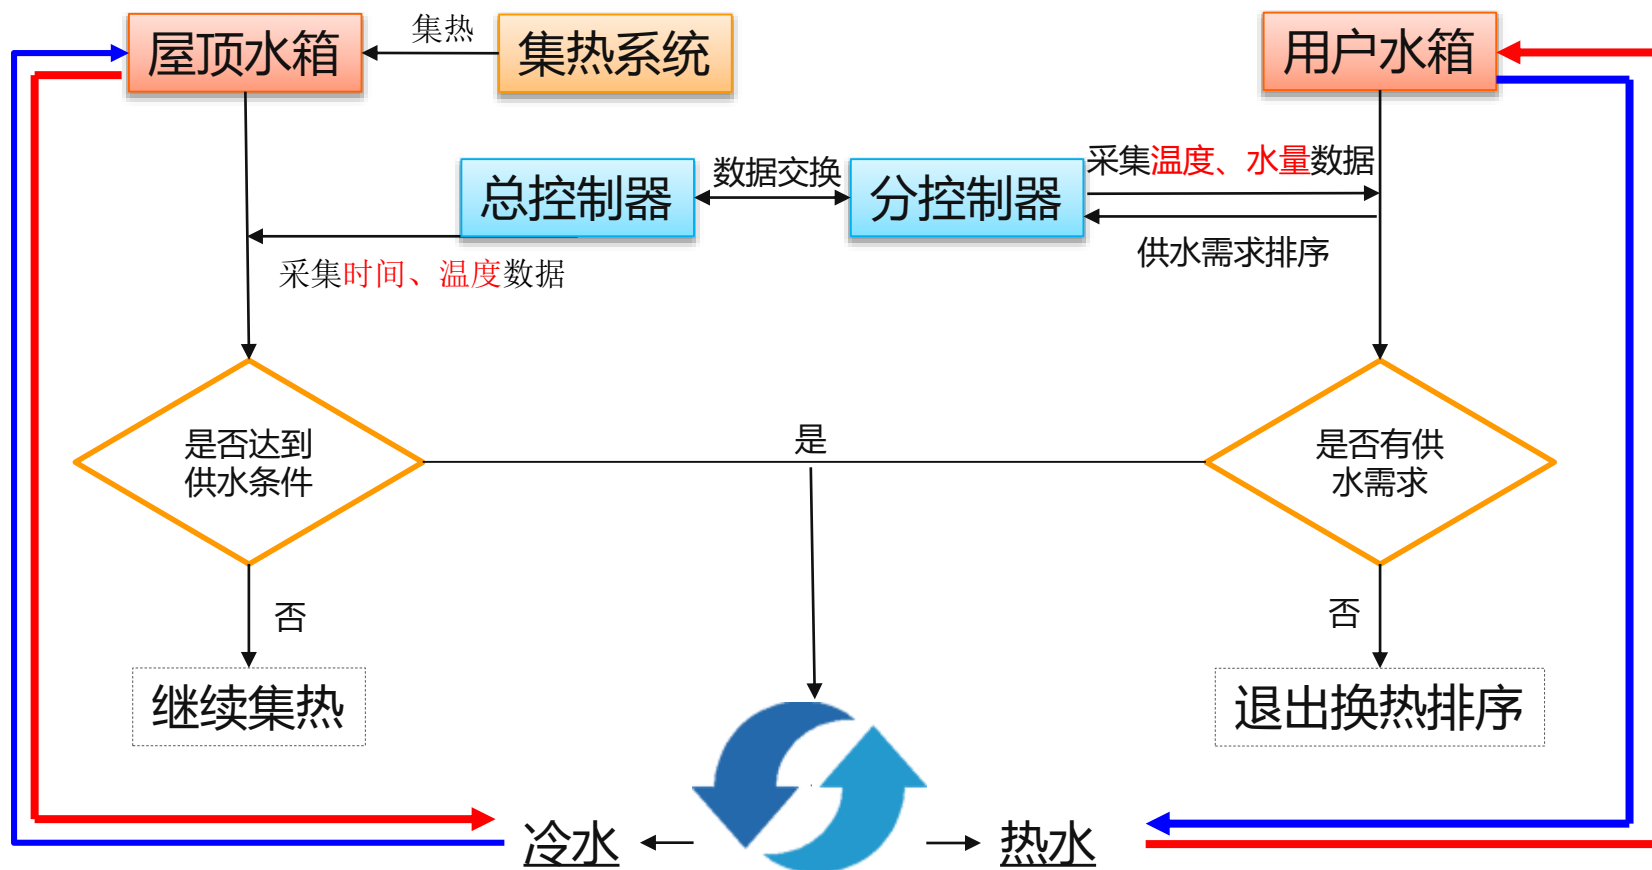 屋顶水箱
集热
集热系统
用户水箱
总控制器
数据交换
分控制器
采集温度、水量数据
供水需求排序
采集时间、温度数据
是否达到
供水条件
是
是否有供
水需求
否
否
继续集热
退出换热排序
冷水
热水